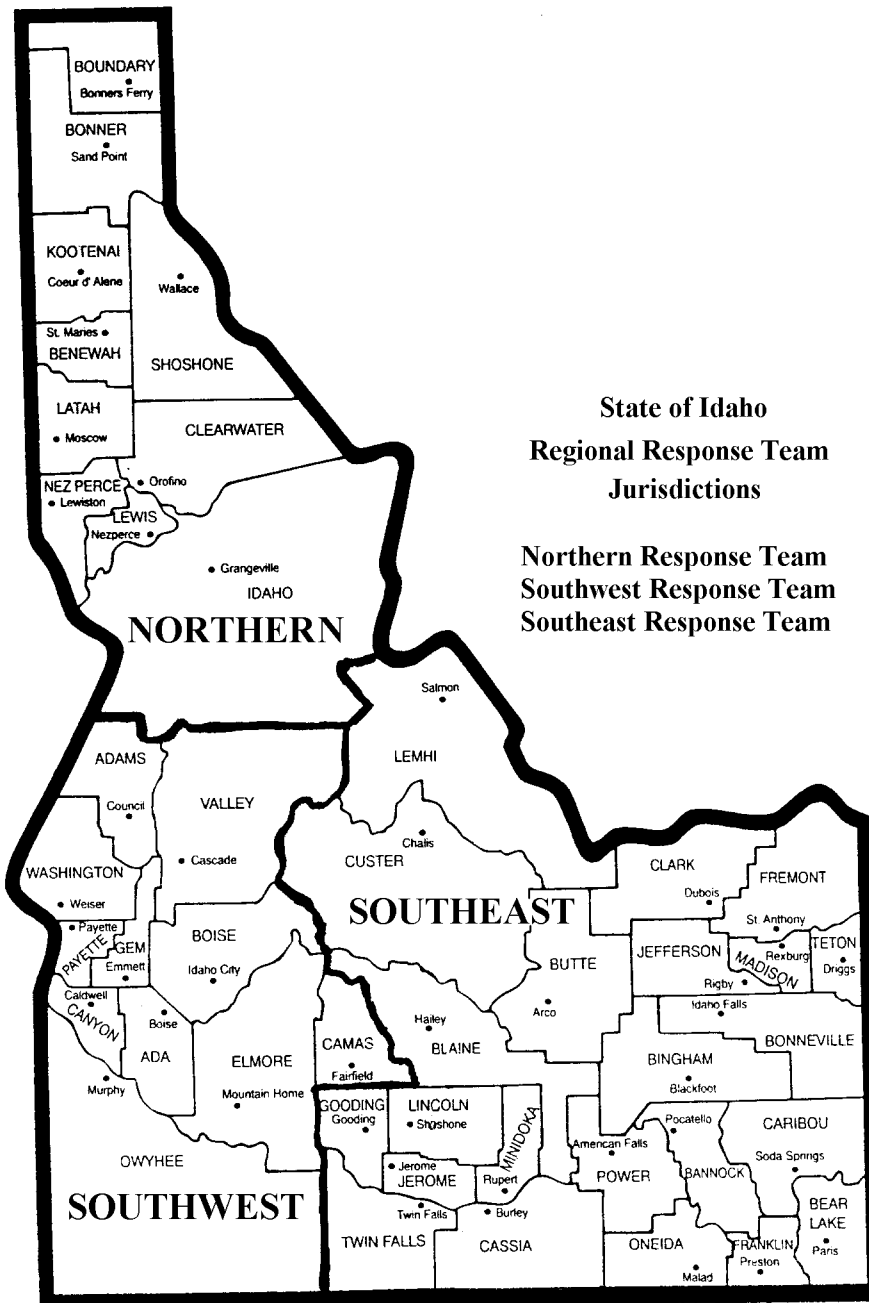 BOUNDARY
Bonners Ferry
BONNER
Sand Point
KOOTENAI
Coeur d' Alene
Wallace
St. Maries
BENEWAH
SHOSHONE
LATAH
Moscow
CLEARWATER
NEZ PERCE
Orofino
Lewiston
LEWIS
Nezperce
Grangeville
IDAHO
NORTHERN
State of Idaho
Regional Response Team
Jurisdictions
Northern Response Team
Southwest Response Team
Southeast Response Team
Salmon
LEMHI
ADAMS
Council
VALLEY
Cascade
Chalis
CUSTER
WASHINGTON
Weiser
SOUTHEAST
CLARK
Dubois
FREMONT
St. Anthony
Payette
PAYETTE
GEM
Emmett
BOISE
Idaho City
BUTTE
Arco
JEFFERSON
Rigby
MADISON
Rexburg
TETON
Driggs
Caldwell
CANYON
Boise
ADA
Murphy
ELMORE
Mountain Home
CAMAS
Fairfield
Hailey
BLAINE
Idaho Falls
BONNEVILLE
BINGHAM
Blackfoot
GOODING
Gooding
LINCOLN
Shoshone
MINIDOKA
Jerome
JEROME
Rupert
American Falls
POWER
Pocatello
BANNOCK
CARIBOU
Soda Springs
OWYHEE
SOUTHWEST
Twin Falls
TWIN FALLS
Burley
CASSIA
ONEIDA
Malad
FRANKLIN
Preston
BEAR
LAKE
Paris